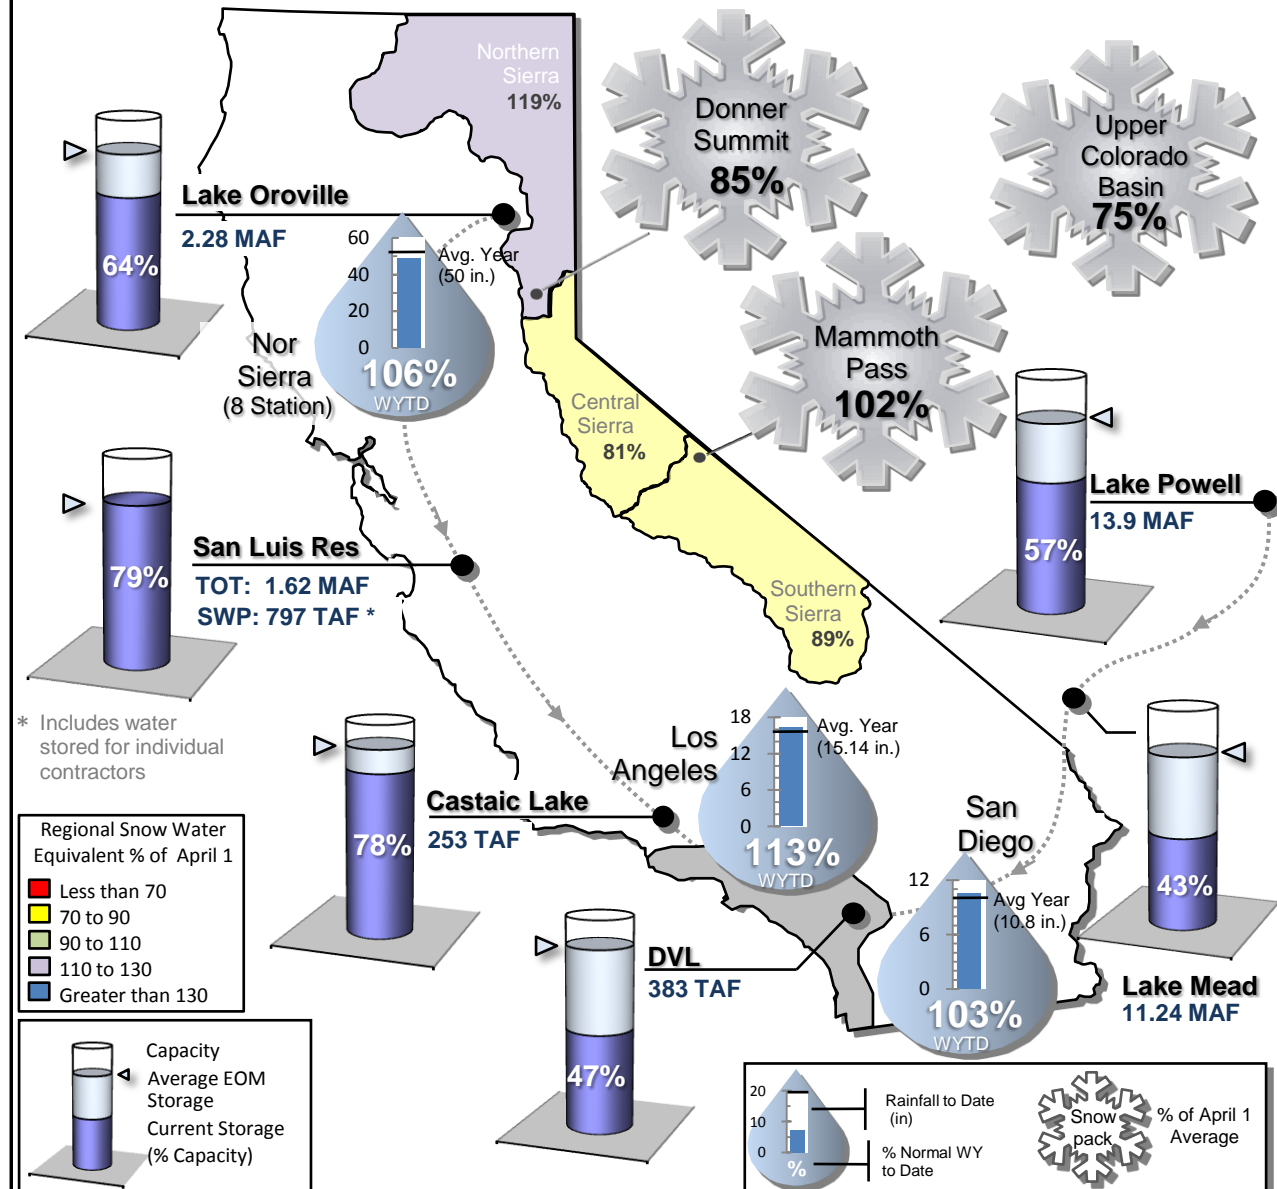 Northern
Sierra
119%
Donner
Summit
85%
Upper
Colorado
Basin
75%
Lake Oroville
2.28 MAF
64%
60
40
20
0
Avg. Year
(50 in.)
106%
WYTD
Nor
Sierra
(8 Station)
Mammoth
Pass
102%
Central
Sierra
81%
Lake Powell
13.9 MAF
57%
San Luis Res
TOT: 1.62 MAF
SWP: 797 TAF *
79%
Southern
Sierra
89%
* Includes water
stored for individual
contractors
Los
Angeles
18
12
6
0
Avg. Year
(15.14 in.)
113%
WYTD
Castaic Lake
253 TAF
78%
San
Diego
12
6
0
Avg Year
(10.8 in.)
103%
WYTD
43%
Lake Mead
11.24 MAF
DVL
383 TAF
47%
Regional Snow Water
Equivalent % of April 1
Less than 70
70 to 90
90 to 110
110 to 130
Greater than 130
Capacity
Average EOM
Storage
Current Storage
(% Capacity)
20
10
0
%
Rainfall to Date
(in)
% Normal WY
to Date
Snow
pack
% of April 1
Average